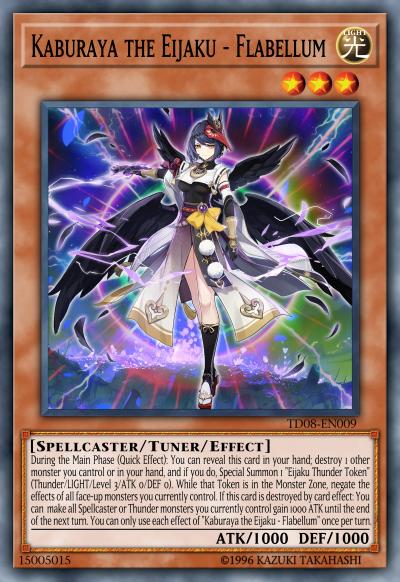 Kaburaya the Eijaku - Flabellum
LIGHT
光
TD08-EN009
[Spellcaster/Tuner/Effect]
During the Main Phase (Quick Effect): You can reveal this card in your hand; destroy 1 other
monster you cantrol or in your hand, and if you do, Special Summon 1 "Eijaku Thunder Token"
(Thunder/LIGHT/Level 3/ATK 0/DEF 0). While that Token is in the Monster Zone, negate the
effects of all face-up monsters you currently control. If this card is destroyed by card effect: You
can make all Spellcaster or Thunder monsters you currently control gain 1000 ATK until the end
of the next turn. You can only use each effect of "Kaburaya the Eijaku - Flabellum" once per turn.
ATK/1000 DEF/1000
15005015
©1996 KAZUKI TAKAHASHI